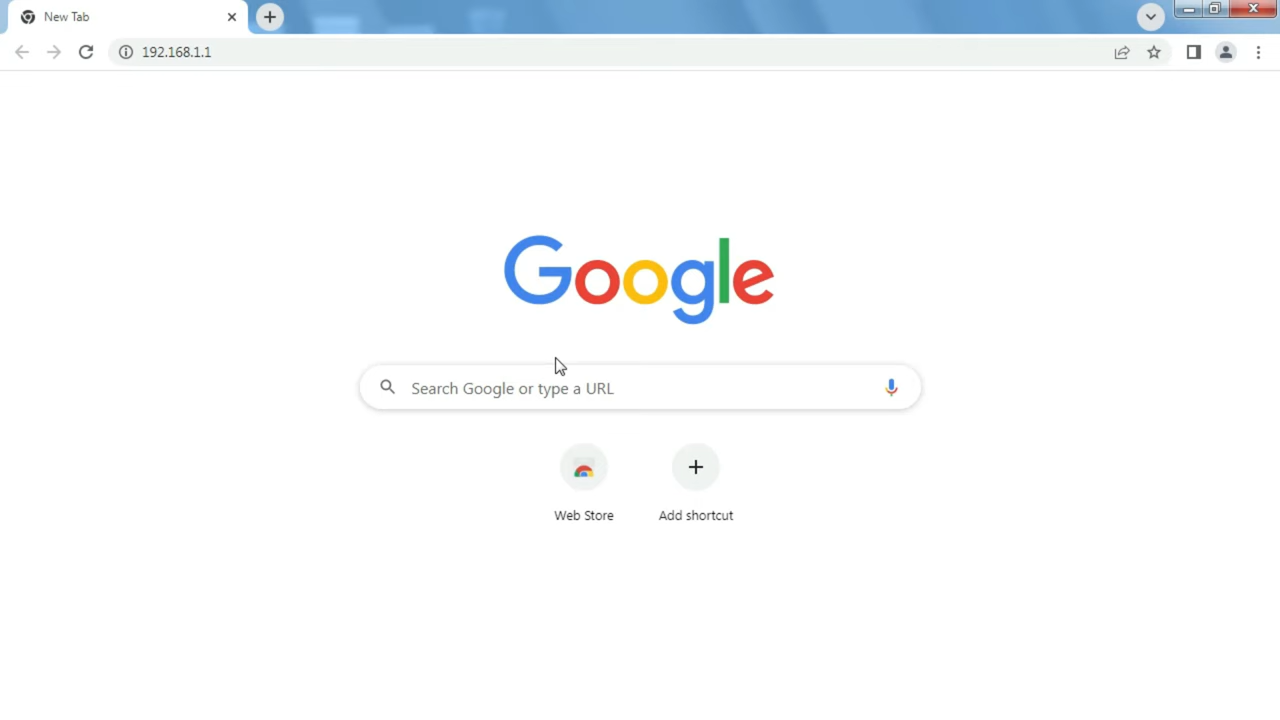 New Tab
192.168.1.1
Google
Search Google or type a URL
Web Store
Add shortcut